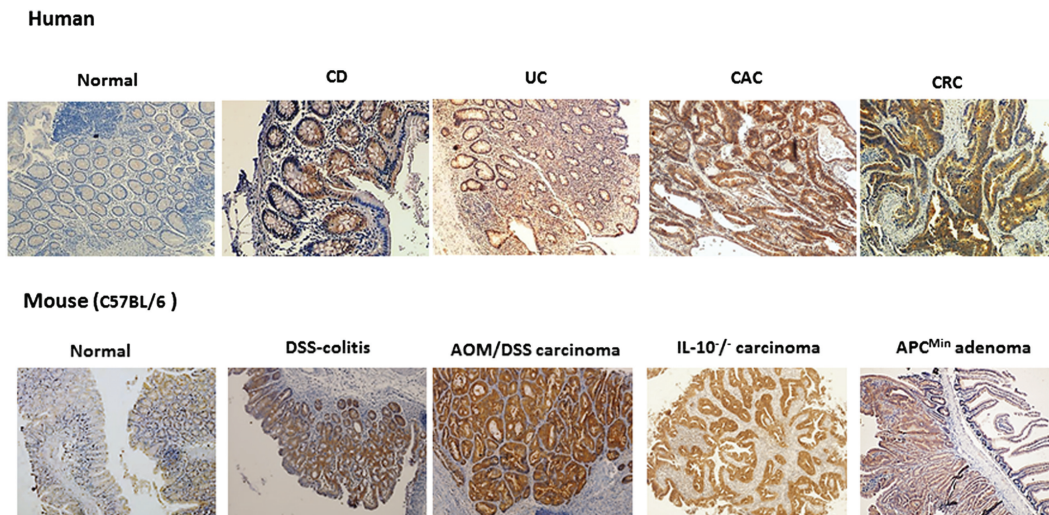 Human
Normal CD UC CAC CRC
Mouse (C57BL/6 )
Normal DSS-colitis AOM/DSS carcinoma IL-10⁻/⁻ carcinoma APCᴹⁱⁿ adenoma